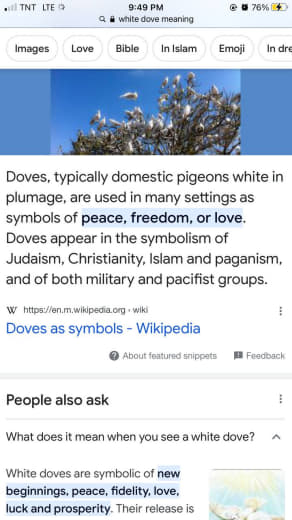 TNT LTE 9:49 PM 76%
white dove meaning
Images Love Bible In Islam Emoji In dre
Doves, typically domestic pigeons white in
plumage, are used in many settings as
symbols of peace, freedom, or love.
Doves appear in the symbolism of
Judaism, Christianity, Islam and paganism,
and of both military and pacifist groups.
W https://en.m.wikipedia.org › wiki
Doves as symbols - Wikipedia
About featured snippets Feedback
People also ask
What does it mean when you see a white dove?
White doves are symbolic of new
beginnings, peace, fidelity, love,
luck and prosperity. Their release is